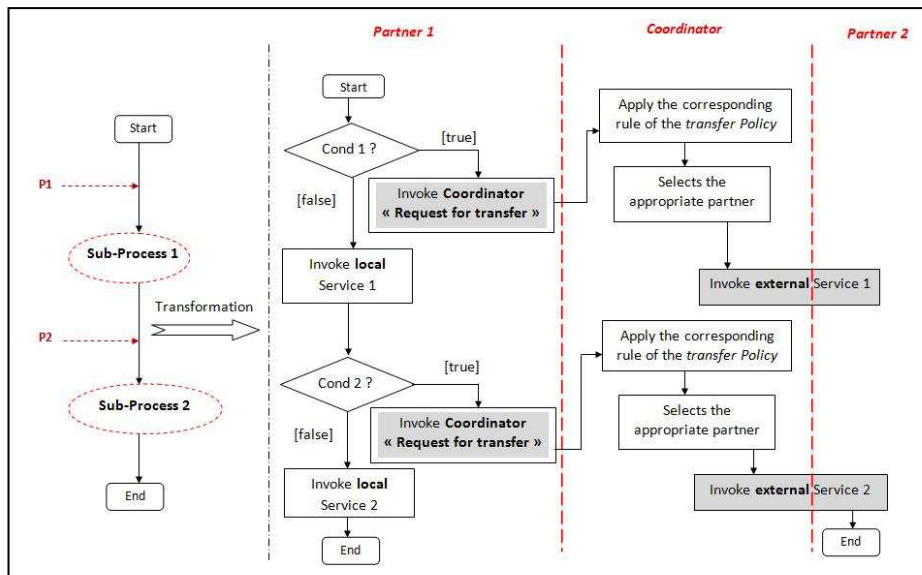 Partner 1
Coordinator
Partner 2
Start
P1
Sub-Process 1
Transformation
P2
Sub-Process 2
End
Start
Cond 1 ?
[true]
[false]
Invoke Coordinator
« Request for transfer »
Invoke local
Service 1
Cond 2 ?
[true]
[false]
Invoke Coordinator
« Request for transfer »
Invoke local
Service 2
End
Apply the corresponding
rule of the transfer Policy
Selects the
appropriate partner
Invoke external Service 1
Apply the corresponding
rule of the transfer Policy
Selects the
appropriate partner
Invoke external Service 2
End